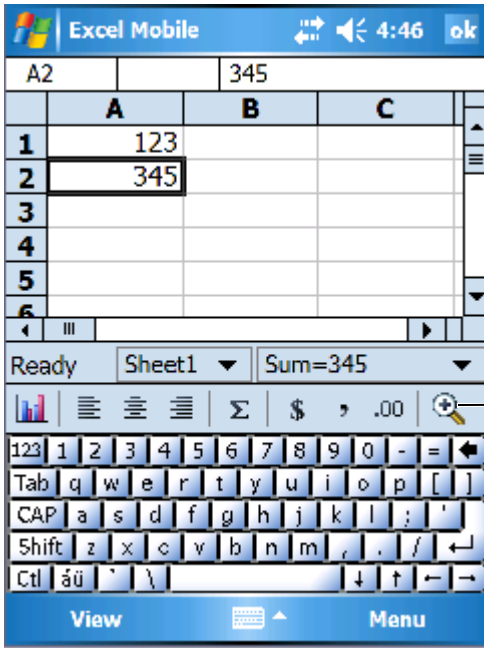 Excel Mobile 4:46 ok
A2 345
A B C
1 123
2 345
3
4
5
6
Ready Sheet1 Sum=345
Σ $ , .00
123 1 2 3 4 5 6 7 8 9 0 - =
Tab q w e r t y u i o p [ ]
CAP a s d f g h j k l ; '
Shift z x c v b n m , . /
Ctl áü ` \
View Menu